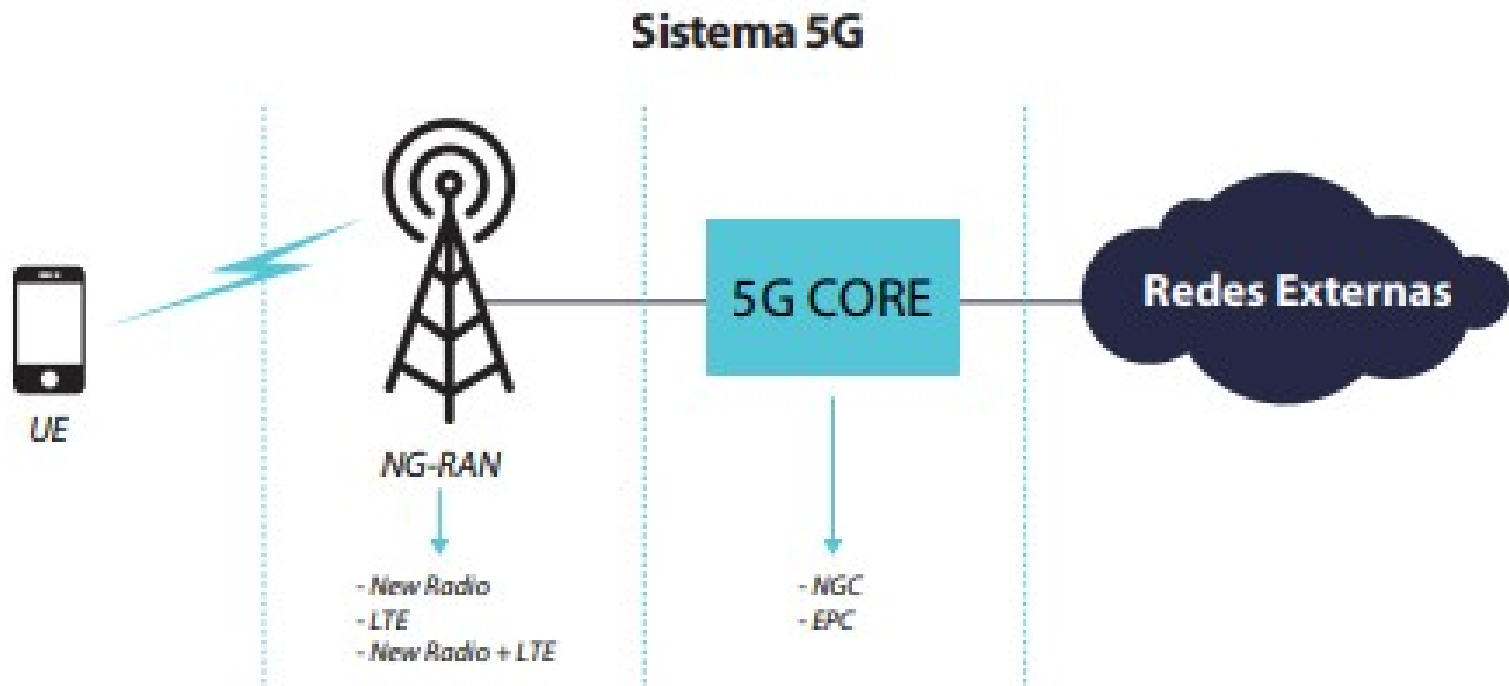 Sistema 5G
UE
NG-RAN
- New Radio
- LTE
- New Radio + LTE
5G CORE
- NGC
- EPC
Redes Externas